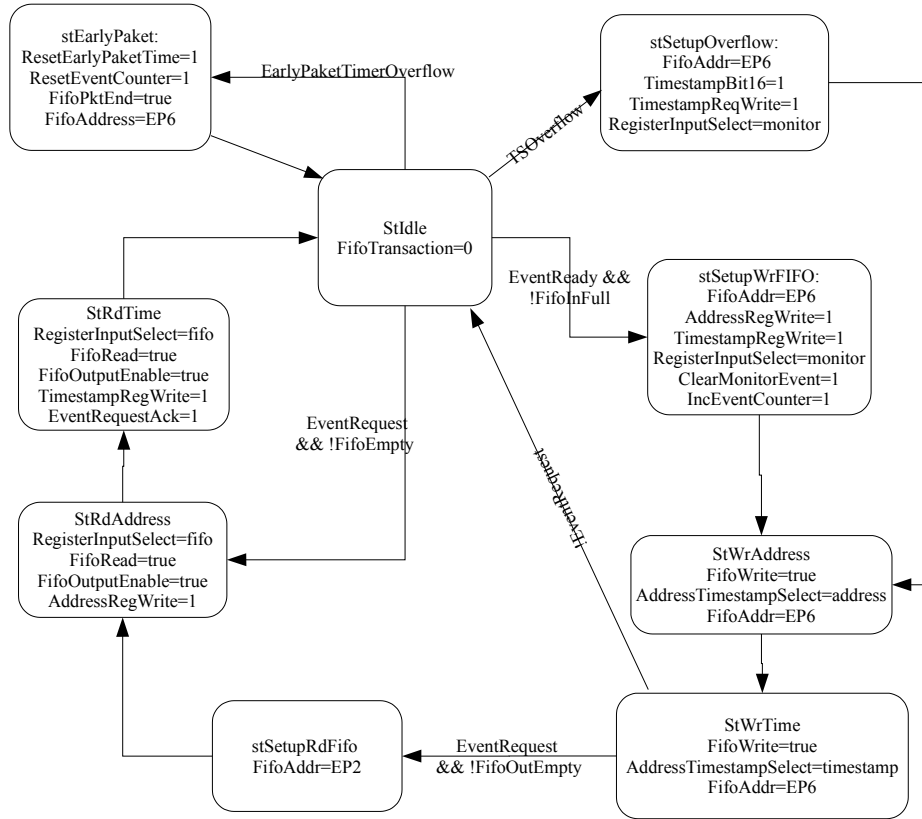 stEarlyPaket:
ResetEarlyPaketTime=1
ResetEventCounter=1
FifoPktEnd=true
FifoAddress=EP6
EarlyPaketTimerOverflow
stSetupOverflow:
FifoAddr=EP6
TimestampBit16=1
TimestampReqWrite=1
RegisterInputSelect=monitor
TSOverflow
StIdle
FifoTransaction=0
EventReady &&
!FifoInFull
stSetupWrFIFO:
FifoAddr=EP6
AddressRegWrite=1
TimestampRegWrite=1
RegisterInputSelect=monitor
ClearMonitorEvent=1
IncEventCounter=1
StRdTime
RegisterInputSelect=fifo
FifoRead=true
FifoOutputEnable=true
TimestampRegWrite=1
EventRequestAck=1
EventRequest
&& !FifoEmpty
!EventRequest
StRdAddress
RegisterInputSelect=fifo
FifoRead=true
FifoOutputEnable=true
AddressRegWrite=1
StWrAddress
FifoWrite=true
AddressTimestampSelect=address
FifoAddr=EP6
stSetupRdFifo
FifoAddr=EP2
EventRequest
&& !FifoOutEmpty
StWrTime
FifoWrite=true
AddressTimestampSelect=timestamp
FifoAddr=EP6